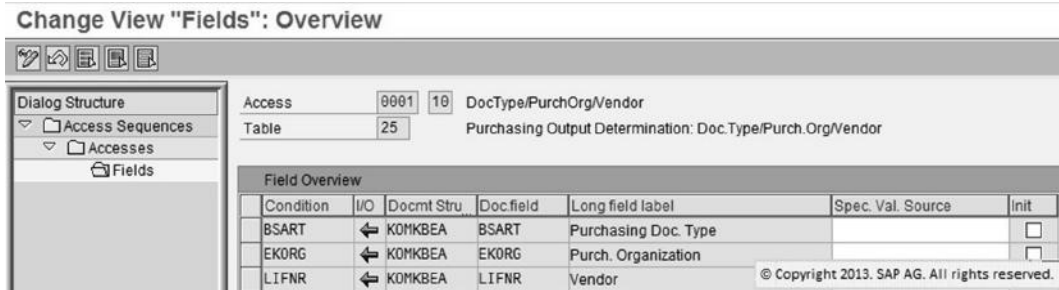 Change View "Fields": Overview
Dialog Structure
Access Sequences
Accesses
Fields
Access 0001 10 DocType/PurchOrg/Vendor
Table 25 Purchasing Output Determination: Doc.Type/Purch.Org/Vendor
Field Overview
Condition I/O Docmt Stru... Doc.field Long field label Spec. Val. Source Init
BSART KOMKBEA BSART Purchasing Doc. Type
EKORG KOMKBEA EKORG Purch. Organization
LIFNR KOMKBEA LIFNR Vendor
© Copyright 2013. SAP AG. All rights reserved.